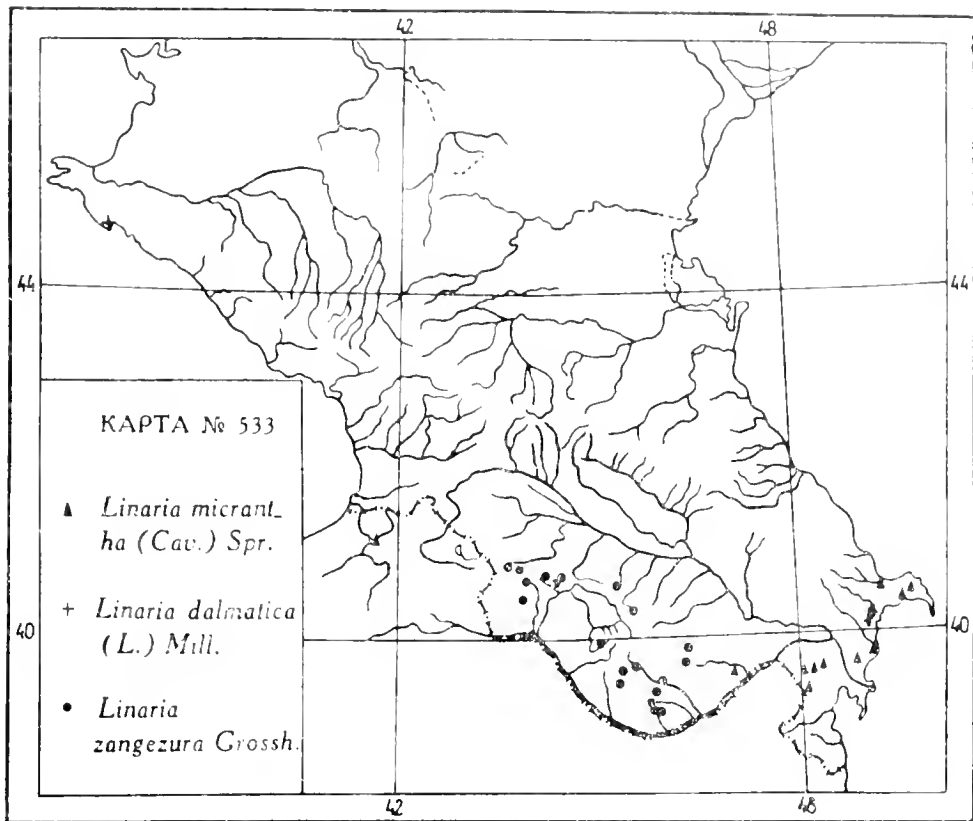 42 48
44 44
КАРТА № 533
Linaria micrant-
ha (Cav.) Spr.
Linaria dalmatica
(L.) Mill.
Linaria
zangezura Grossh.
40 40
42 48